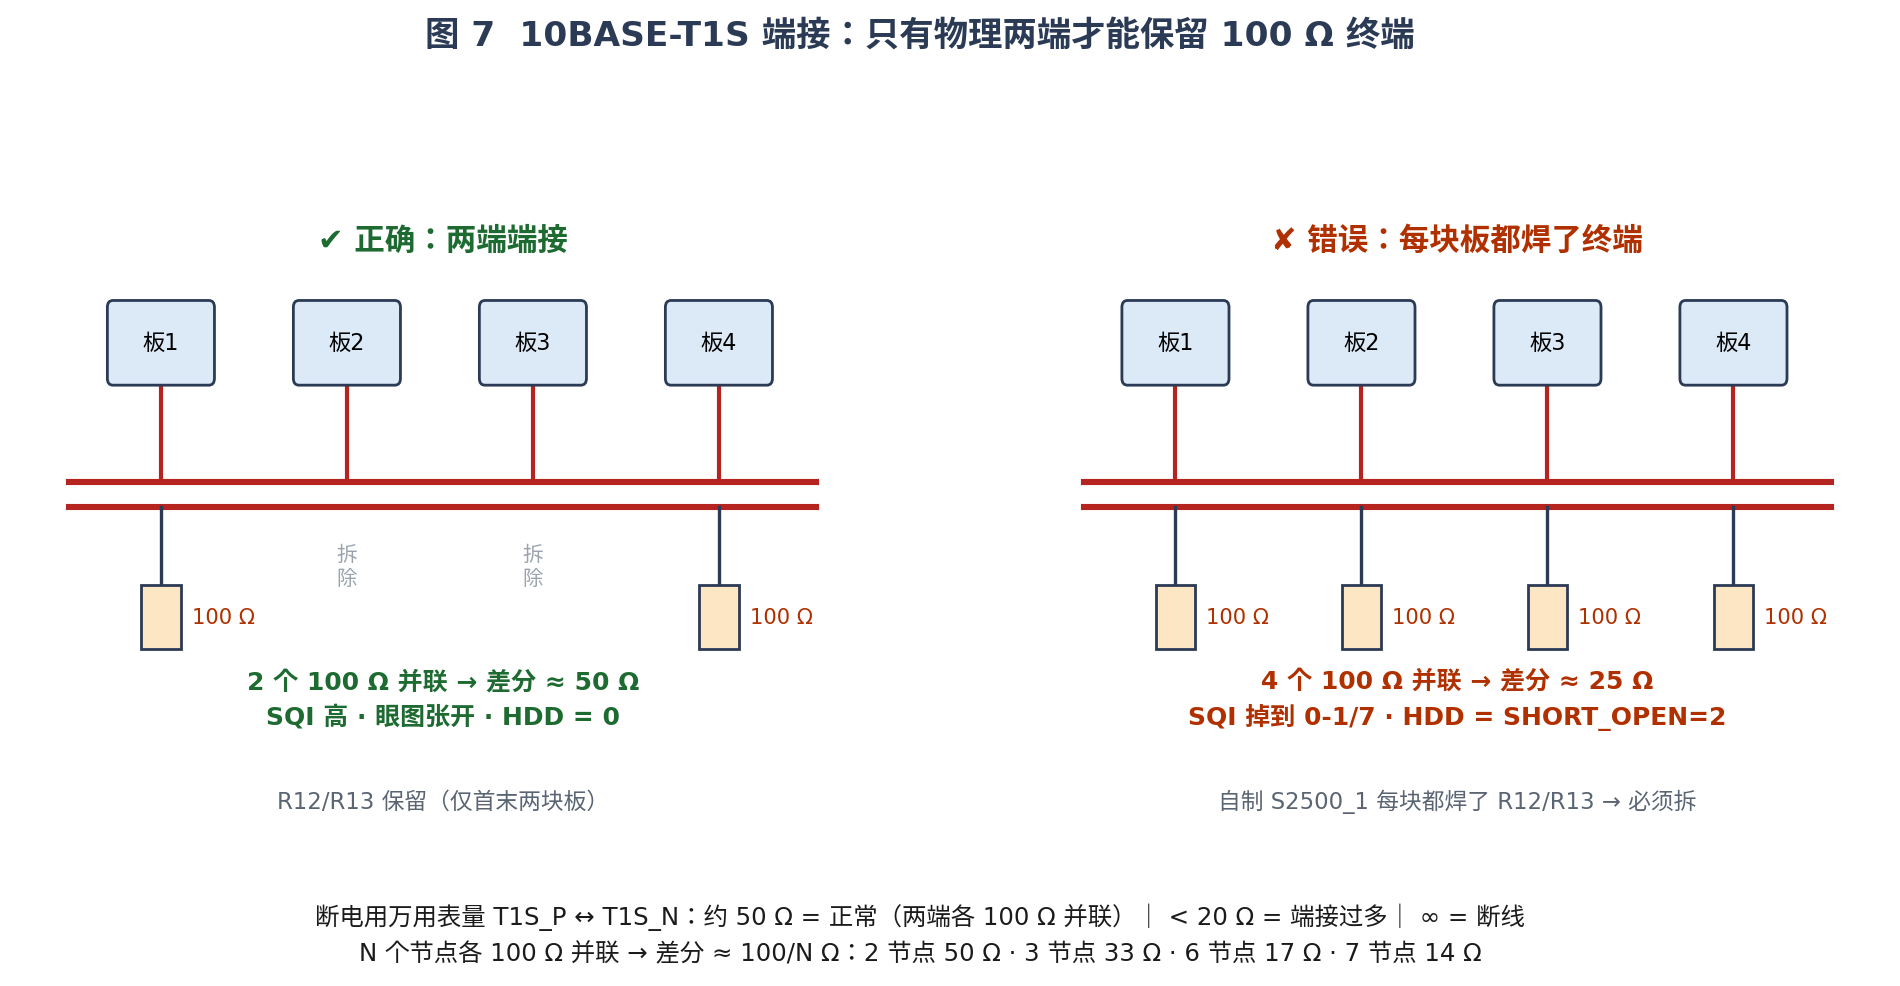 图 7  10BASE-T1S 端接：只有物理两端才能保留 100 Ω 终端
✔ 正确：两端端接
板1
板2
板3
板4
拆
除
拆
除
100 Ω
100 Ω
2 个 100 Ω 并联 → 差分 ≈ 50 Ω
SQI 高 · 眼图张开 · HDD = 0
R12/R13 保留（仅首末两块板）
✘ 错误：每块板都焊了终端
板1
板2
板3
板4
100 Ω
100 Ω
100 Ω
100 Ω
4 个 100 Ω 并联 → 差分 ≈ 25 Ω
SQI 掉到 0-1/7 · HDD = SHORT_OPEN=2
自制 S2500_1 每块都焊了 R12/R13 → 必须拆
断电用万用表量 T1S_P ↔ T1S_N：约 50 Ω = 正常（两端各 100 Ω 并联）｜ < 20 Ω = 端接过多｜ ∞ = 断线
N 个节点各 100 Ω 并联 → 差分 ≈ 100/N Ω：2 节点 50 Ω · 3 节点 33 Ω · 6 节点 17 Ω · 7 节点 14 Ω